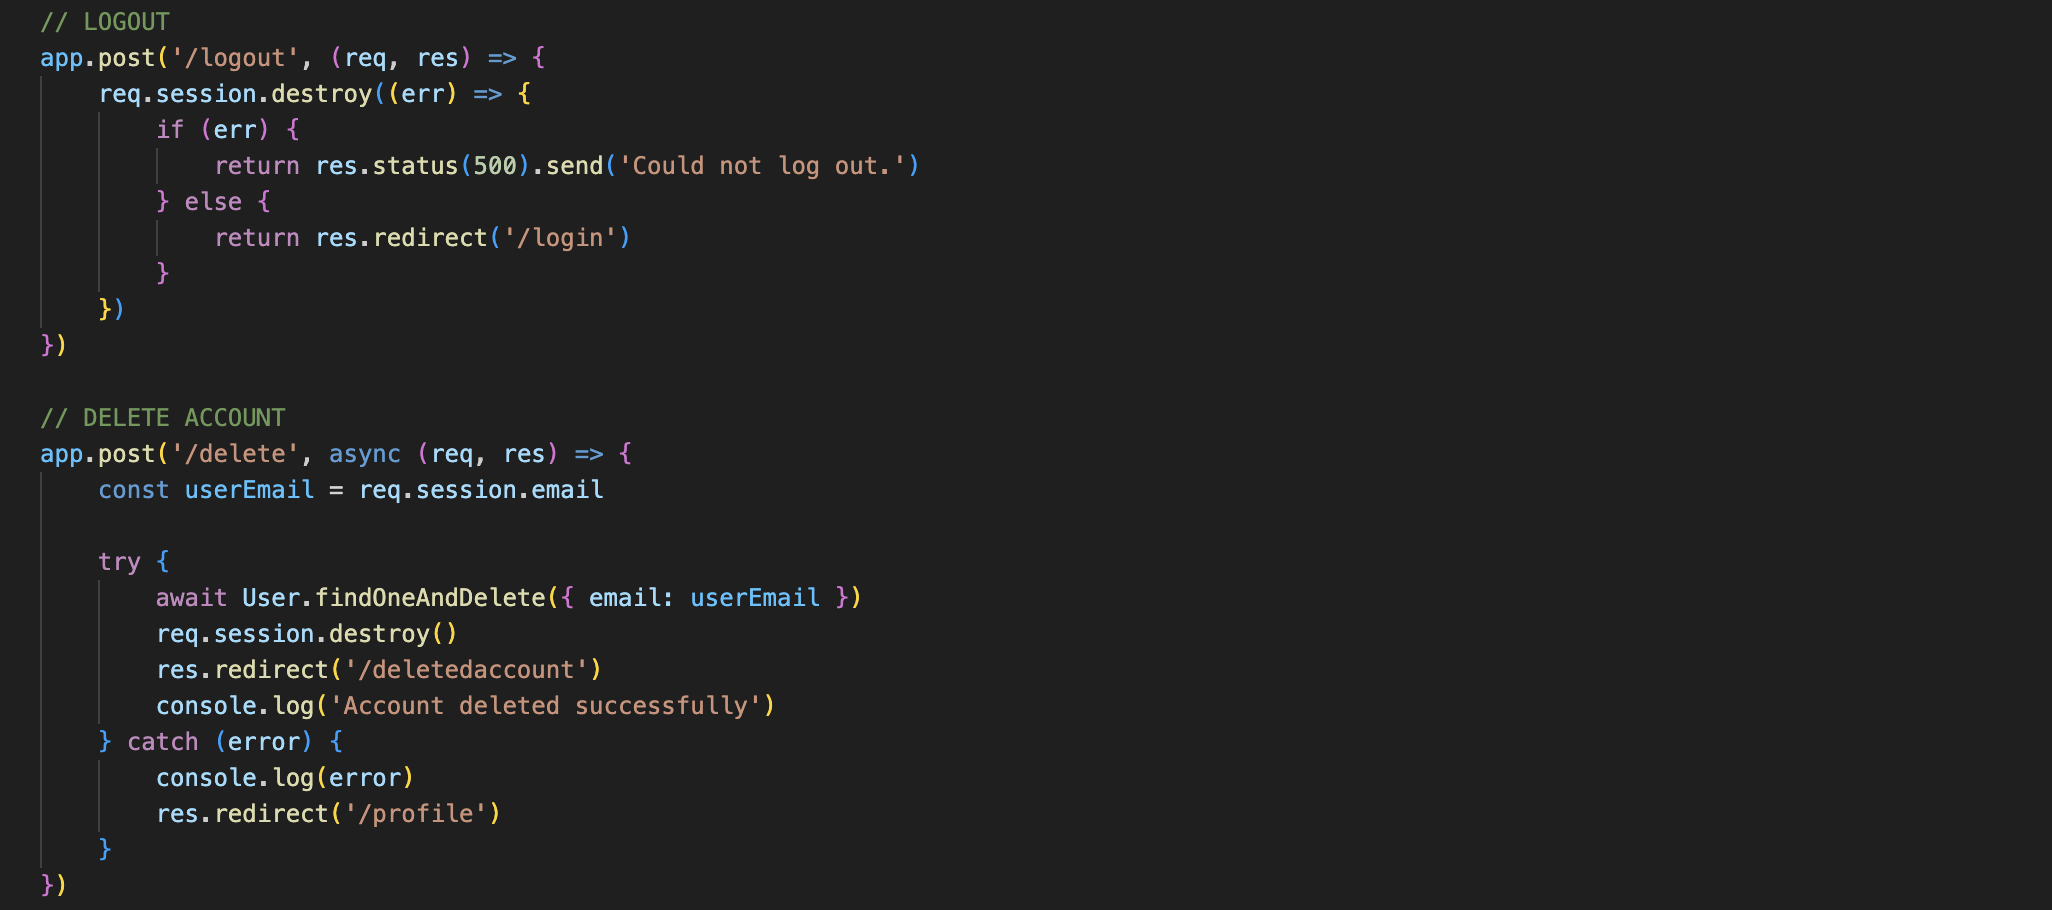 // LOGOUT
app.post('/logout', (req, res) => {
    req.session.destroy((err) => {
        if (err) {
            return res.status(500).send('Could not log out.')
        } else {
            return res.redirect('/login')
        }
    })
})

// DELETE ACCOUNT
app.post('/delete', async (req, res) => {
    const userEmail = req.session.email

    try {
        await User.findOneAndDelete({ email: userEmail })
        req.session.destroy()
        res.redirect('/deletedaccount')
        console.log('Account deleted successfully')
    } catch (error) {
        console.log(error)
        res.redirect('/profile')
    }
})